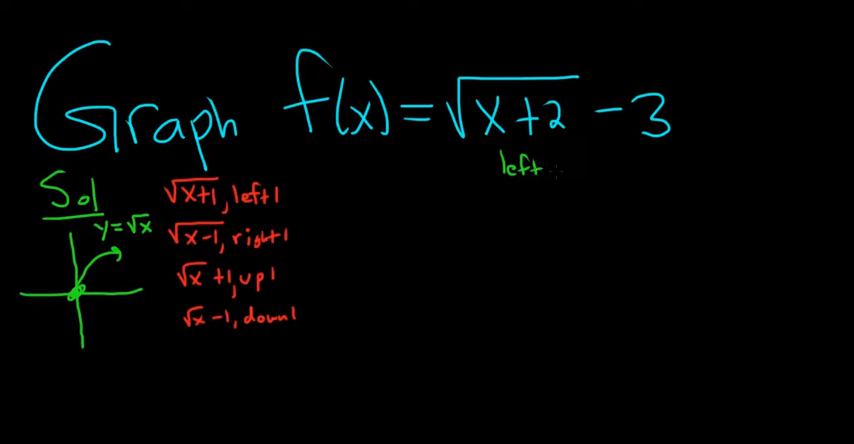 Graph f(x) = √(x+2) - 3
left
Sol
y = √x
√(x+1), left 1
√(x-1), right 1
√x + 1, up 1
√x - 1, down 1